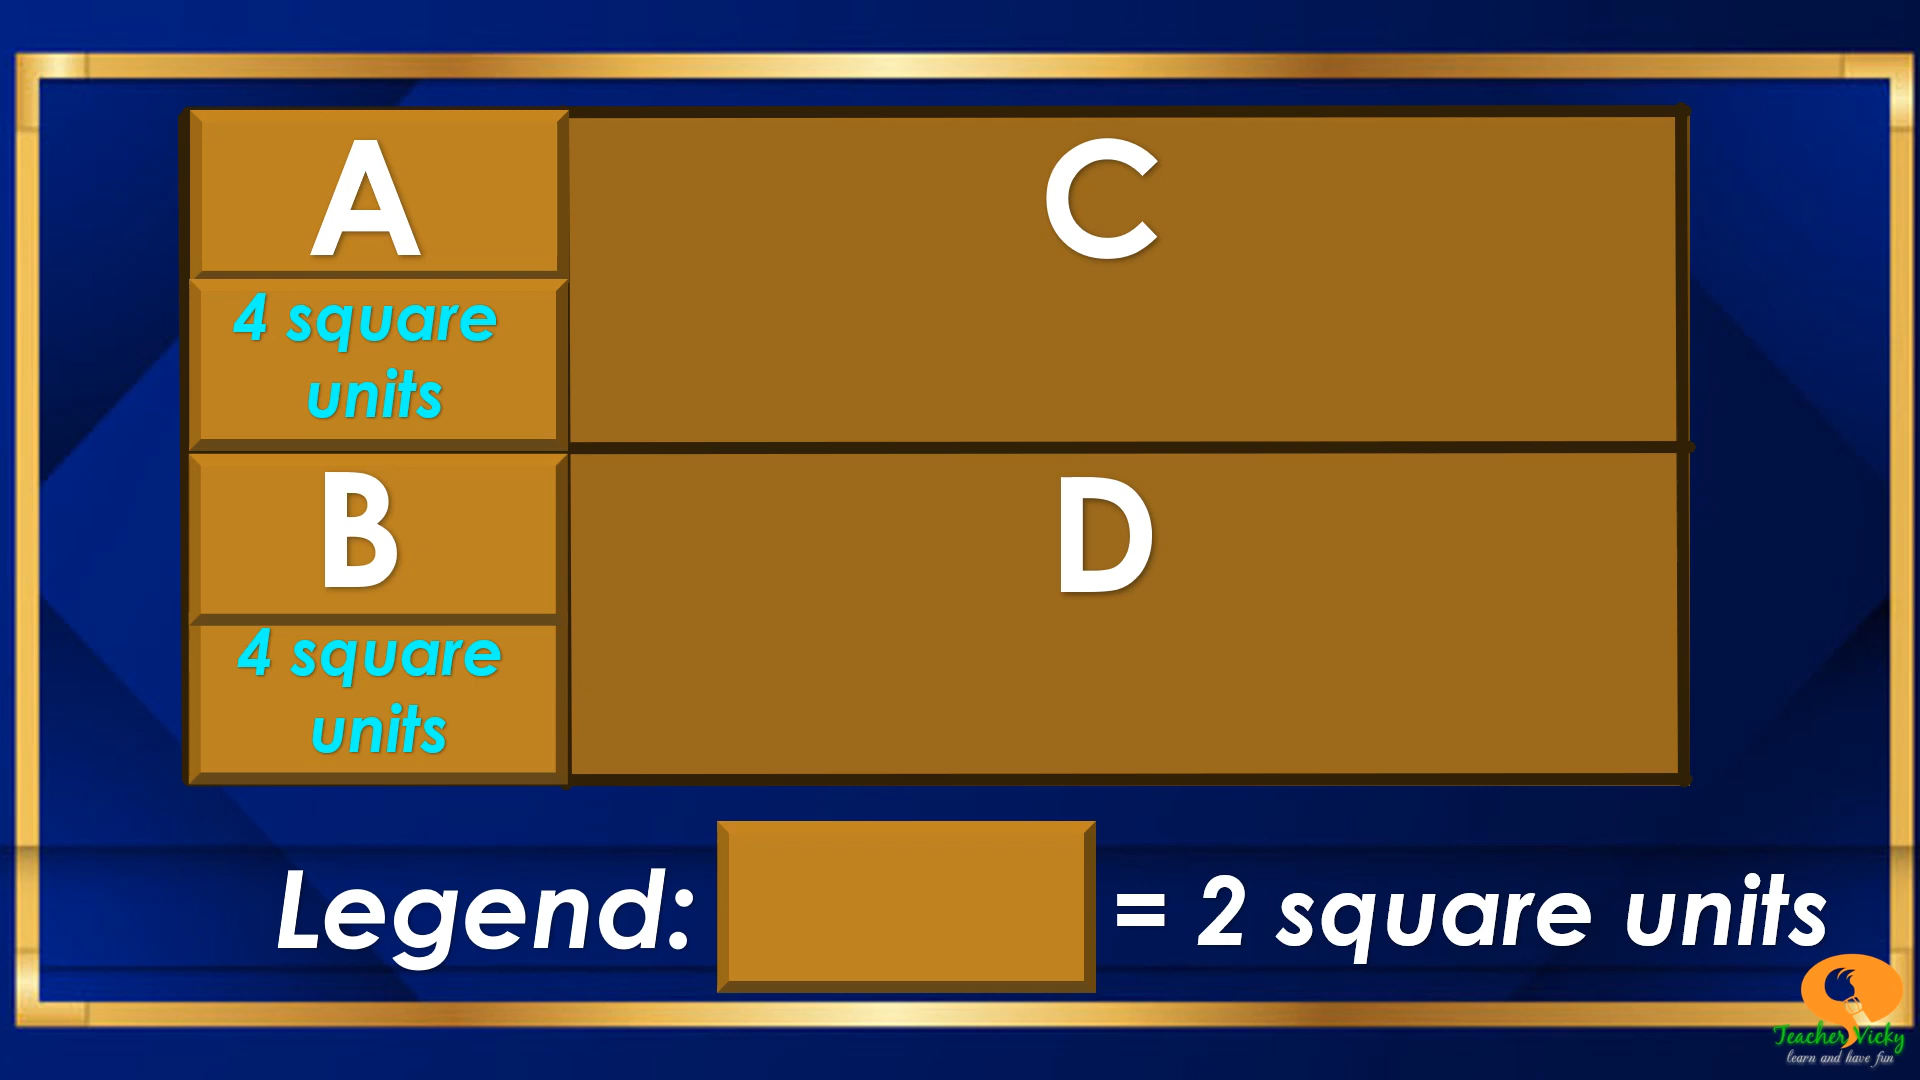 A
C
4 square
units
B
D
4 square
units
Legend: = 2 square units
Teacher Vicky
learn and have fun